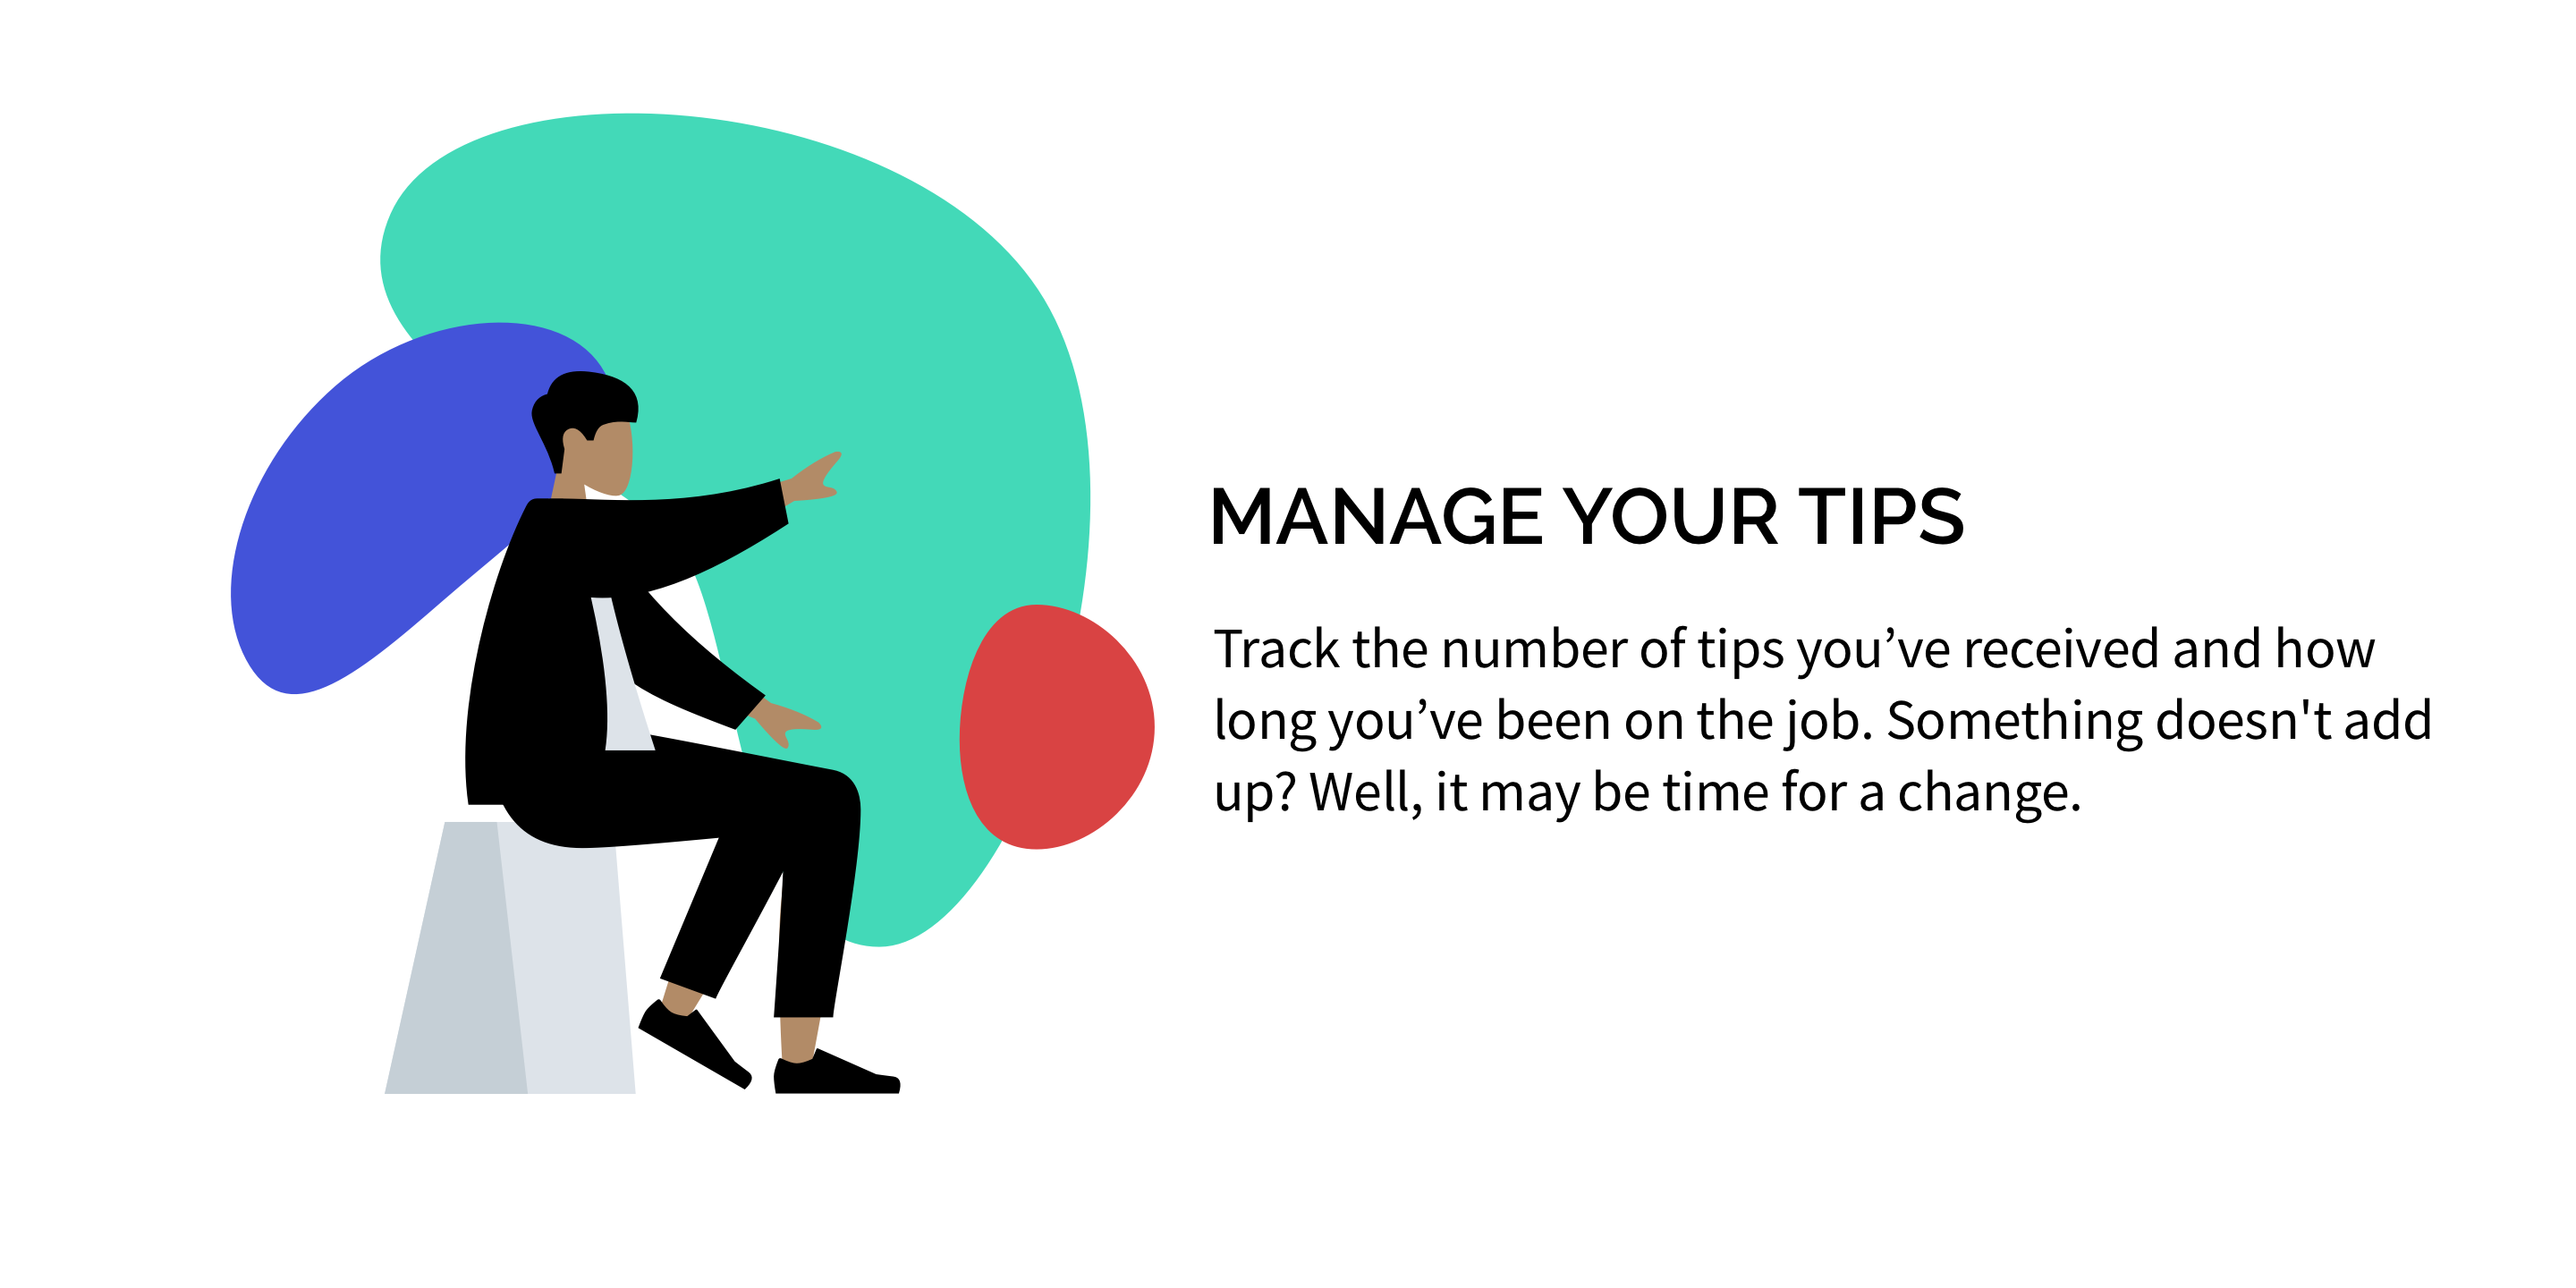 MANAGE YOUR TIPS
Track the number of tips you’ve received and how
long you’ve been on the job. Something doesn't add
up? Well, it may be time for a change.